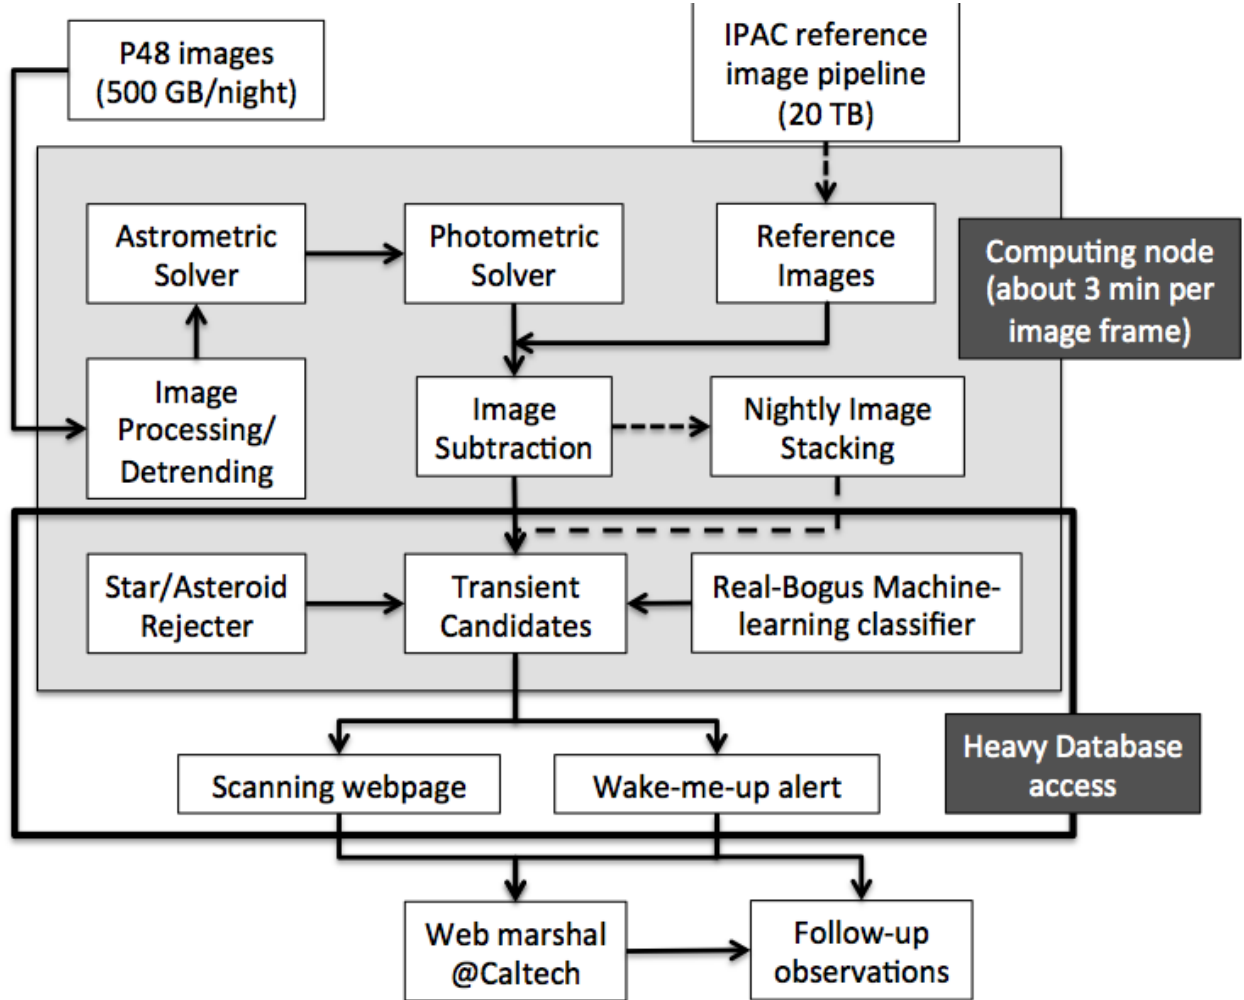 P48 images
(500 GB/night)
IPAC reference
image pipeline
(20 TB)
Astrometric
Solver
Photometric
Solver
Reference
Images
Computing node
(about 3 min per
image frame)
Image
Processing/
Detrending
Image
Subtraction
Nightly Image
Stacking
Star/Asteroid
Rejecter
Transient
Candidates
Real-Bogus Machine-
learning classifier
Heavy Database
access
Scanning webpage
Wake-me-up alert
Web marshal
@Caltech
Follow-up
observations